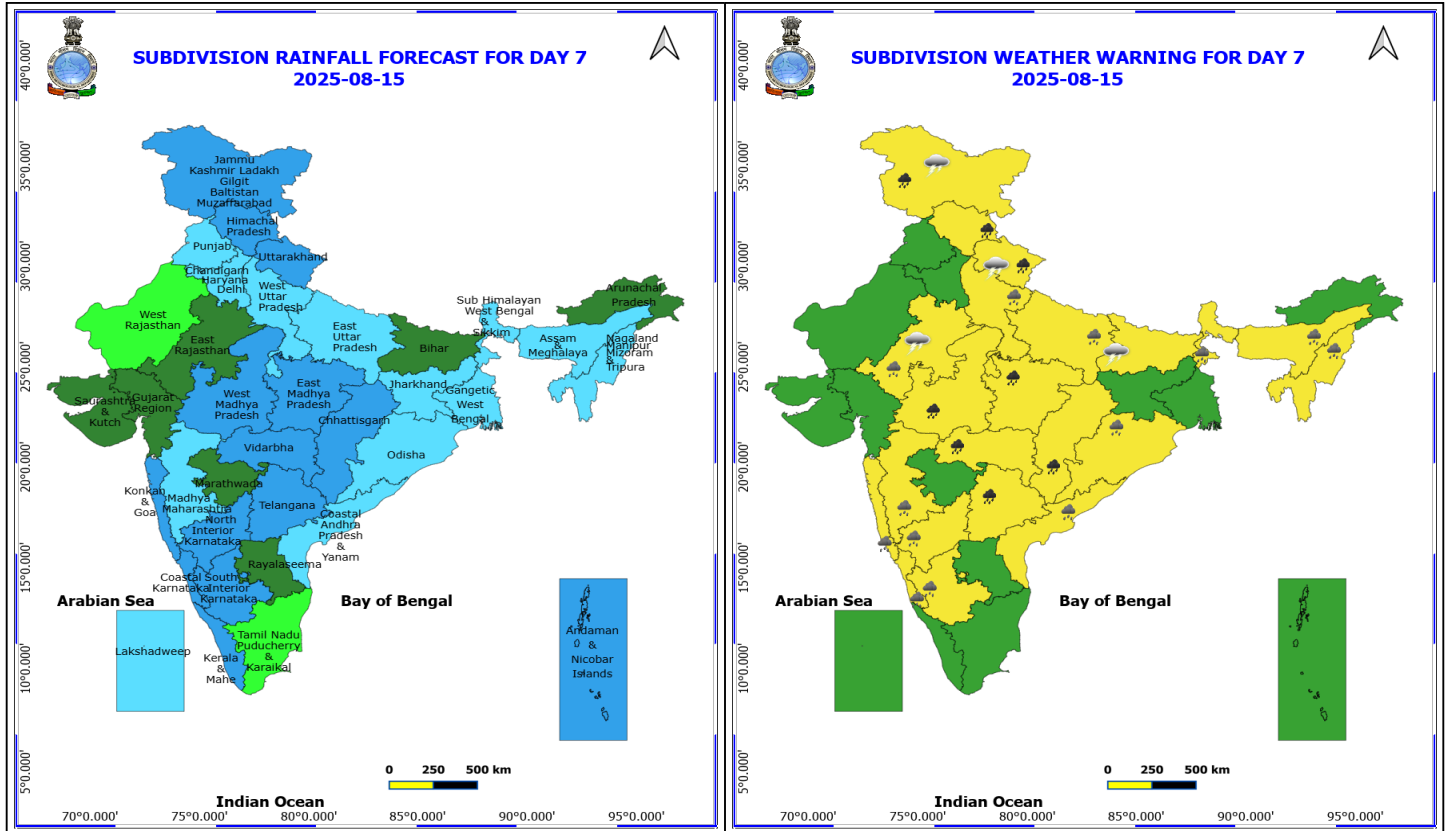 SUBDIVISION RAINFALL FORECAST FOR DAY 7
2025-08-15
40°0.000'
35°0.000'
30°0.000'
25°0.000'
20°0.000'
15°0.000'
10°0.000'
5°0.000'
Jammu
Kashmir Ladakh
Gilgit
Baltistan
Muzaffarabad
Himachal
Pradesh
Punjab
Uttarakhand
Chandigarh
Haryana
Delhi
West
Uttar
Pradesh
West
Rajasthan
East
Rajasthan
East
Uttar
Pradesh
Bihar
Sub Himalayan
West Bengal
&
Sikkim
Arunachal
Pradesh
Assam
&
Meghalaya
Nagaland
Manipur
Mizoram
&
Tripura
Saurashtra
&
Kutch
Gujarat
Region
West
Madhya
Pradesh
East
Madhya
Pradesh
Jharkhand
Gangetic
West
Bengal
Chhattisgarh
Vidarbha
Odisha
Konkan
&
Goa
Madhya
Maharashtra
Marathwada
Telangana
North
Interior
Karnataka
Coastal
Andhra
Pradesh
&
Yanam
Rayalaseema
Coastal
Karnataka
South
Interior
Karnataka
Arabian Sea
Bay of Bengal
Lakshadweep
Kerala
&
Mahe
Tamil Nadu
Puducherry
&
Karaikal
Andaman
&
Nicobar
Islands
0 250 500 km
Indian Ocean
70°0.000' 75°0.000' 80°0.000' 85°0.000' 90°0.000' 95°0.000'
SUBDIVISION WEATHER WARNING FOR DAY 7
2025-08-15
40°0.000'
35°0.000'
30°0.000'
25°0.000'
20°0.000'
15°0.000'
10°0.000'
5°0.000'
Arabian Sea
Bay of Bengal
0 250 500 km
Indian Ocean
70°0.000' 75°0.000' 80°0.000' 85°0.000' 90°0.000' 95°0.000'